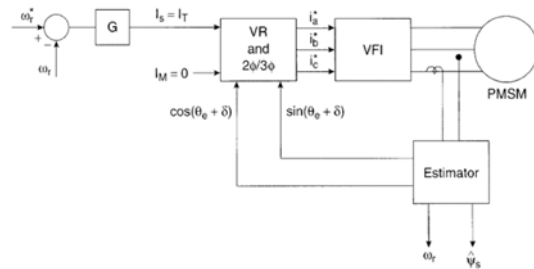 ω*r
+
−
ωr
G
Is = IT
IM = 0
VR
and
2ϕ/3ϕ
i*a
i*b
i*c
VFI
PMSM
cos(θe + δ)
sin(θe + δ)
Estimator
ωr
ψ̂s